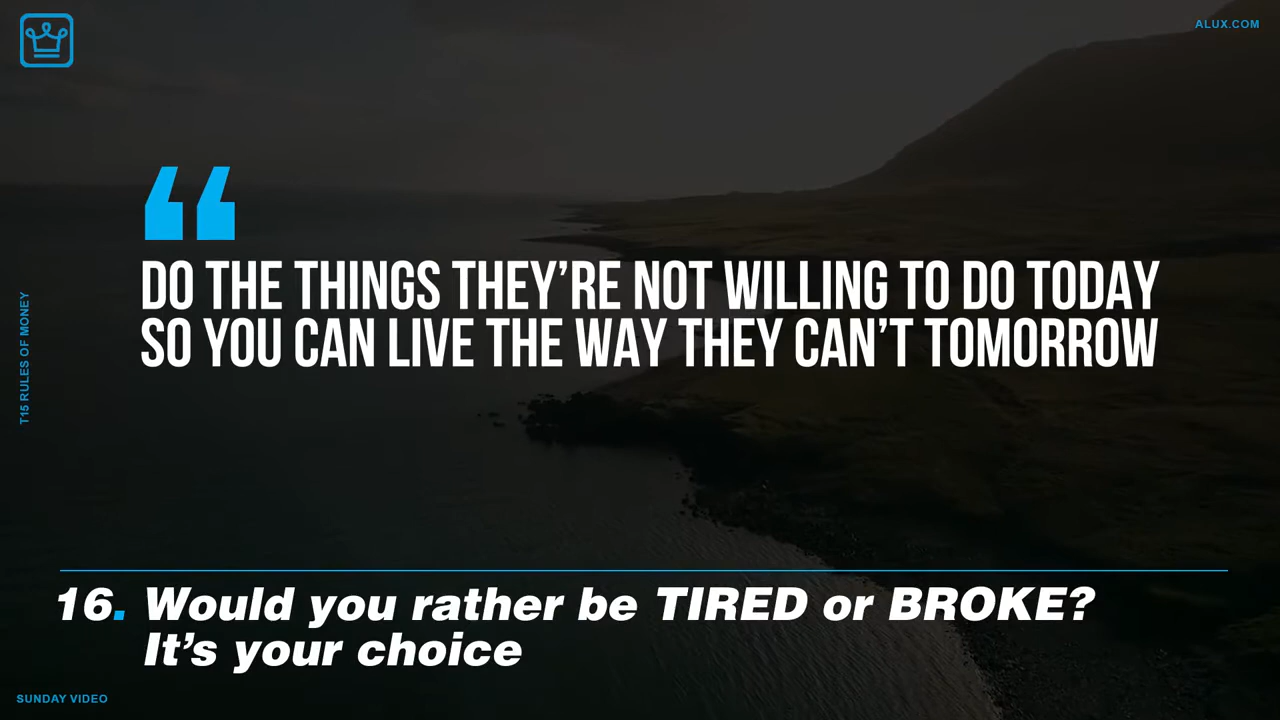 ALUX.COM
“
DO THE THINGS THEY’RE NOT WILLING TO DO TODAY
SO YOU CAN LIVE THE WAY THEY CAN’T TOMORROW
T15 RULES OF MONEY
16. Would you rather be TIRED or BROKE?
It’s your choice
SUNDAY VIDEO